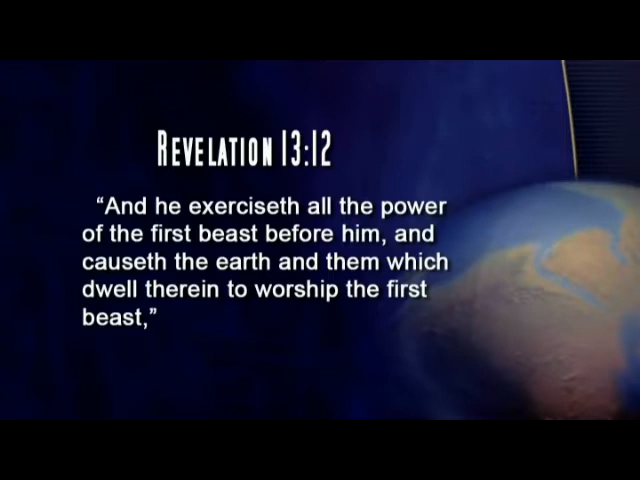 REVELATION 13:12
“And he exerciseth all the power
of the first beast before him, and
causeth the earth and them which
dwell therein to worship the first
beast,”